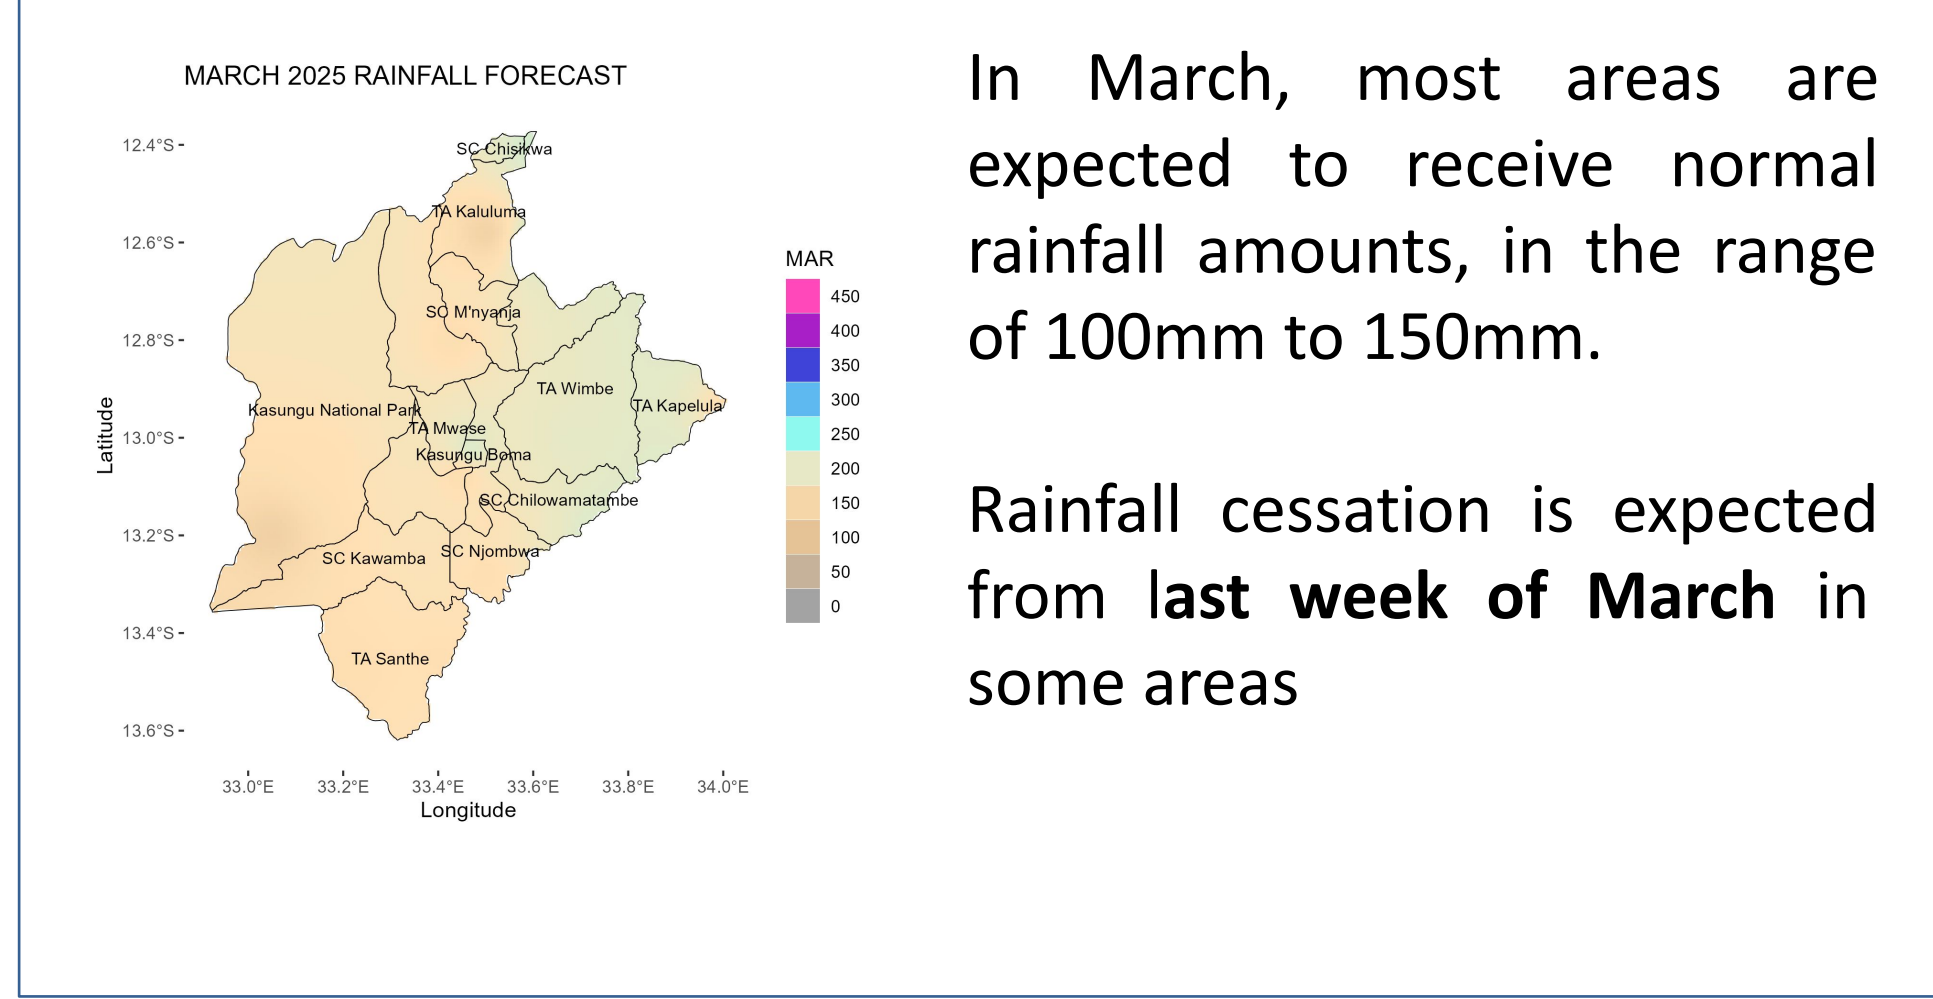 MARCH 2025 RAINFALL FORECAST
12.4°S
12.6°S
12.8°S
13.0°S
13.2°S
13.4°S
13.6°S
Latitude
SC Chisikwa
TA Kaluluma
SC M'nyanja
TA Wimbe
TA Kapelula
Kasungu National Park
TA Mwase
Kasungu Boma
SC Chilowamatambe
SC Njombwa
SC Kawamba
TA Santhe
33.0°E 33.2°E 33.4°E 33.6°E 33.8°E 34.0°E
Longitude
MAR
450
400
350
300
250
200
150
100
50
0
In March, most areas are
expected to receive normal
rainfall amounts, in the range
of 100mm to 150mm.
Rainfall cessation is expected
from last week of March in
some areas